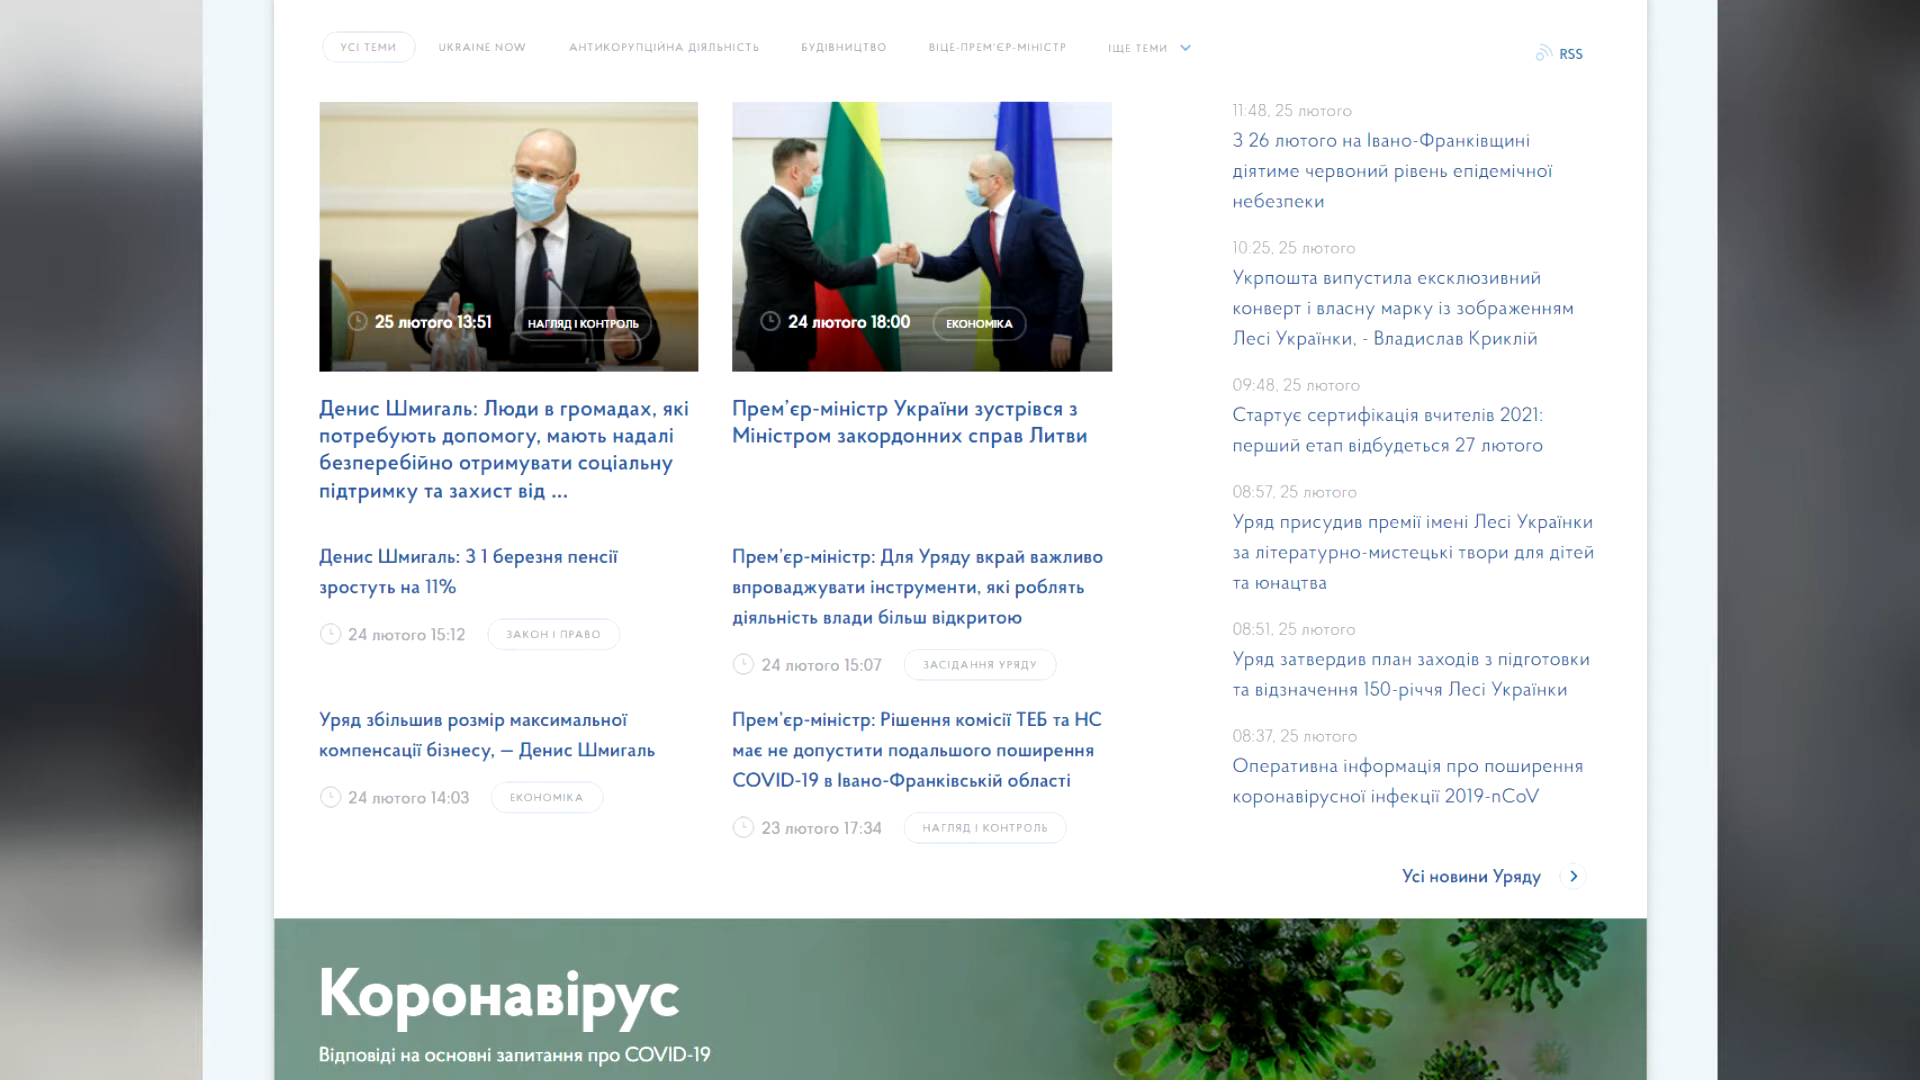 УСІ ТЕМИ UKRAINE NOW АНТИКОРУПЦІЙНА ДІЯЛЬНІСТЬ БУДІВНИЦТВО ВІЦЕ-ПРЕМ'ЄР-МІНІСТР ІЩЕ ТЕМИ
RSS
25 лютого 13:51 НАГЛЯД І КОНТРОЛЬ
Денис Шмигаль: Люди в громадах, які
потребують допомогу, мають надалі
безперебійно отримувати соціальну
підтримку та захист від ...
24 лютого 18:00 ЕКОНОМІКА
Прем'єр-міністр України зустрівся з
Міністром закордонних справ Литви
Денис Шмигаль: З 1 березня пенсії
зростуть на 11%
24 лютого 15:12 ЗАКОН І ПРАВО
Прем'єр-міністр: Для Уряду вкрай важливо
впроваджувати інструменти, які роблять
діяльність влади більш відкритою
24 лютого 15:07 ЗАСІДАННЯ УРЯДУ
Уряд збільшив розмір максимальної
компенсації бізнесу, — Денис Шмигаль
24 лютого 14:03 ЕКОНОМІКА
Прем'єр-міністр: Рішення комісії ТЕБ та НС
має не допустити подальшого поширення
COVID-19 в Івано-Франківській області
23 лютого 17:34 НАГЛЯД І КОНТРОЛЬ
11:48, 25 лютого
З 26 лютого на Івано-Франківщині
діятиме червоний рівень епідемічної
небезпеки
10:25, 25 лютого
Укрпошта випустила ексклюзивний
конверт і власну марку із зображенням
Лесі Українки, - Владислав Криклій
09:48, 25 лютого
Стартує сертифікація вчителів 2021:
перший етап відбудеться 27 лютого
08:57, 25 лютого
Уряд присудив премії імені Лесі Українки
за літературно-мистецькі твори для дітей
та юнацтва
08:51, 25 лютого
Уряд затвердив план заходів з підготовки
та відзначення 150-річчя Лесі Українки
08:37, 25 лютого
Оперативна інформація про поширення
коронавірусної інфекції 2019-nCoV
Усі новини Уряду
Коронавірус
Відповіді на основні запитання про COVID-19